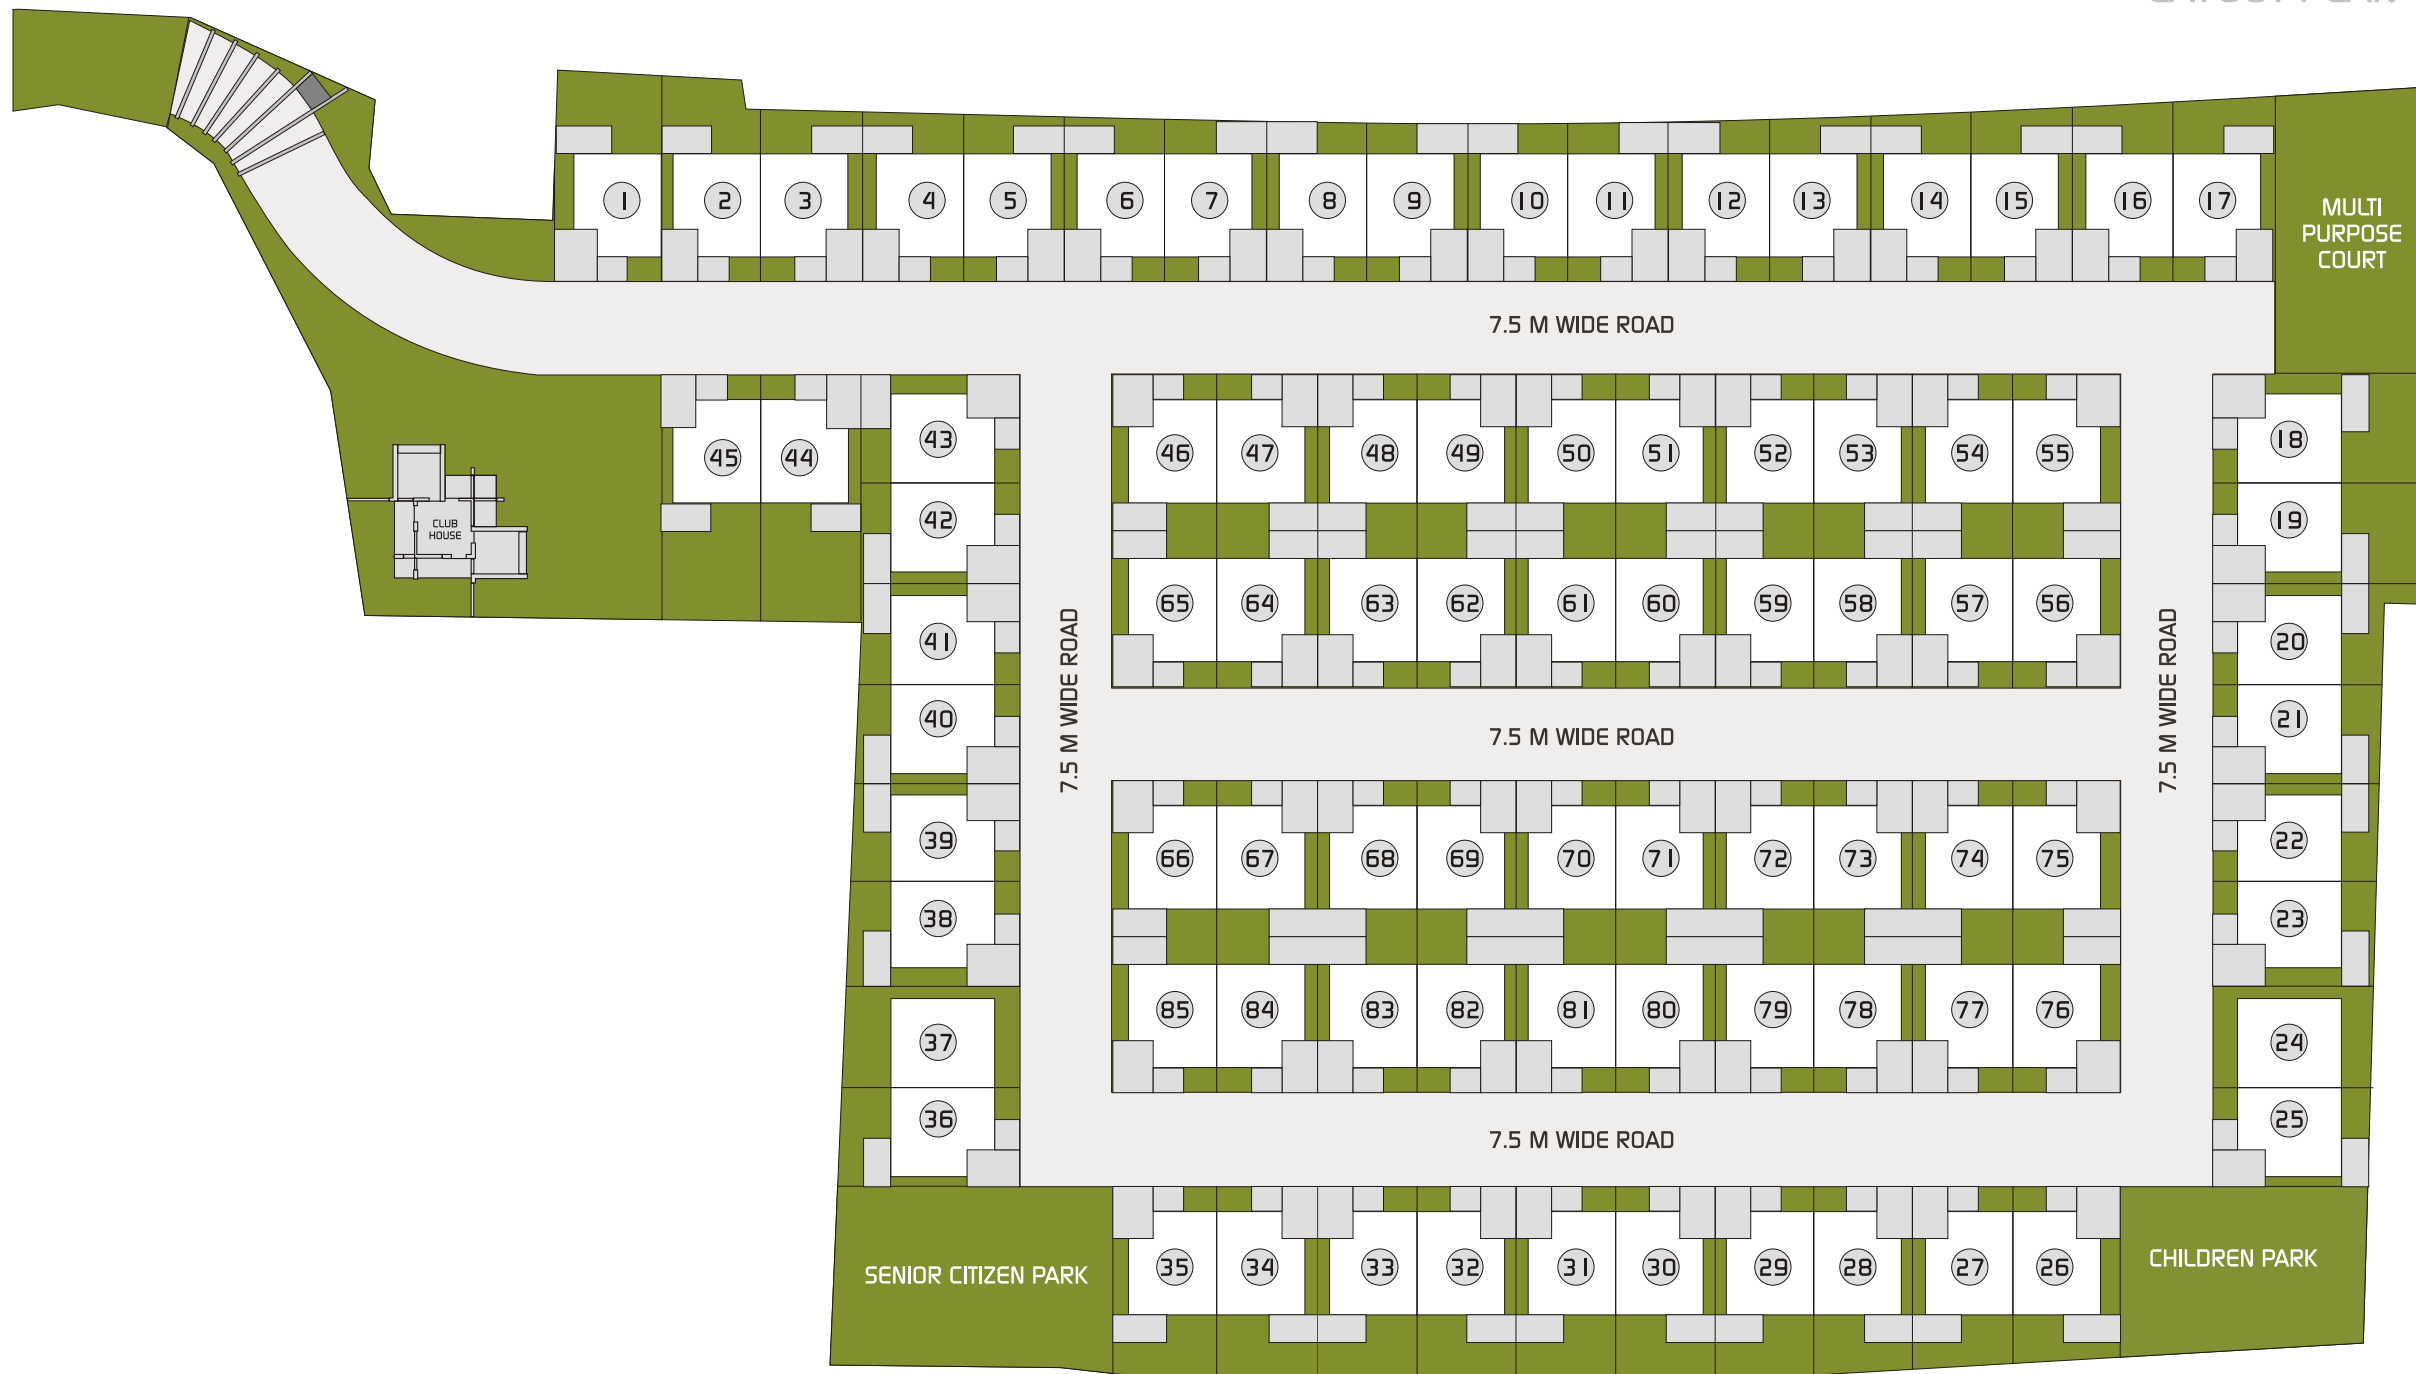 1 2 3 4 5 6 7 8 9 10 11 12 13 14 15 16 17
MULTI
PURPOSE
COURT
7.5 M WIDE ROAD
45 44 43
42
41
40
39
38
37
36
CLUB
HOUSE
7.5 M WIDE ROAD
46 47 48 49 50 51 52 53 54 55
65 64 63 62 61 60 59 58 57 56
7.5 M WIDE ROAD
66 67 68 69 70 71 72 73 74 75
85 84 83 82 81 80 79 78 77 76
7.5 M WIDE ROAD
7.5 M WIDE ROAD
18
19
20
21
22
23
24
25
SENIOR CITIZEN PARK
35 34 33 32 31 30 29 28 27 26
CHILDREN PARK